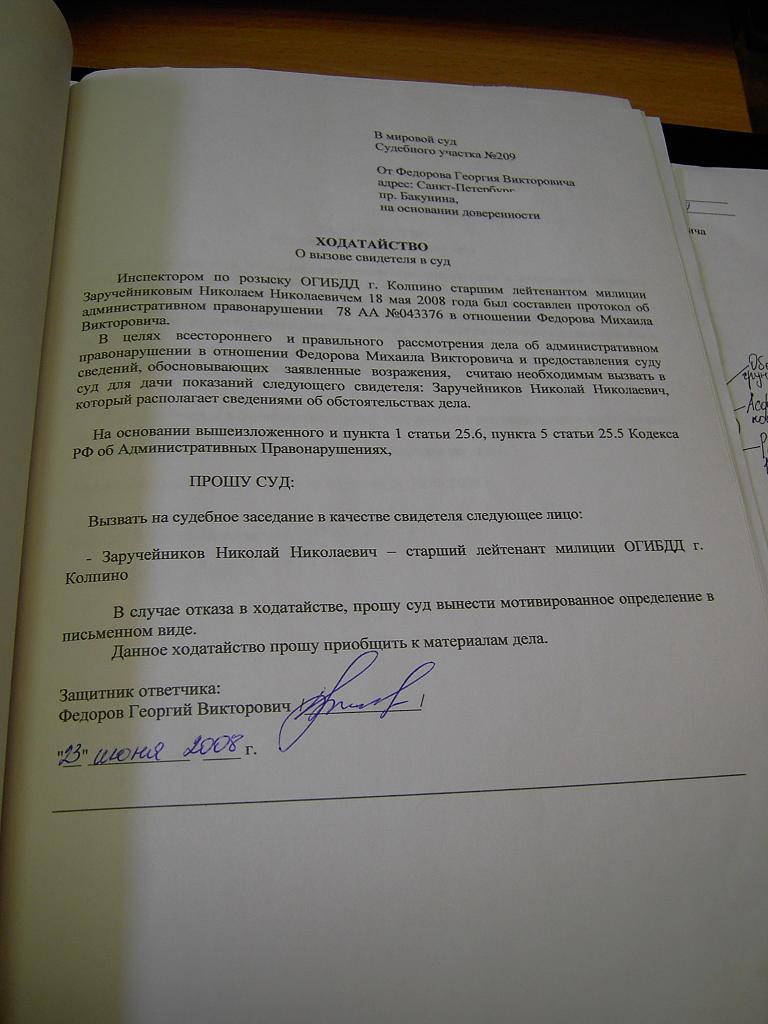 В мировой суд
Судебного участка №209
От Федорова Георгия Викторовича
адрес: Санкт-Петербург
пр. Бакунина,
на основании доверенности
ХОДАТАЙСТВО
О вызове свидетеля в суд
Инспектором по розыску ОГИБДД г. Колпино старшим лейтенантом милиции
Заручейниковым Николаем Николаевичем 18 мая 2008 года был составлен протокол об
административном правонарушении 78 АА №043376 в отношении Федорова Михаила
Викторовича.
В целях всестороннего и правильного рассмотрения дела об административном
правонарушении в отношении Федорова Михаила Викторовича и предоставления суду
сведений, обосновывающих заявленные возражения, считаю необходимым вызвать в
суд для дачи показаний следующего свидетеля: Заручейников Николай Николаевич,
который располагает сведениями об обстоятельствах дела.
На основании вышеизложенного и пункта 1 статьи 25.6, пункта 5 статьи 25.5 Кодекса
РФ об Административных Правонарушениях,
ПРОШУ СУД:
Вызвать на судебное заседание в качестве свидетеля следующее лицо:
- Заручейников Николай Николаевич – старший лейтенант милиции ОГИБДД г.
Колпино
В случае отказа в ходатайстве, прошу суд вынести мотивированное определение в
письменном виде.
Данное ходатайство прошу приобщить к материалам дела.
Защитник ответчика:
Федоров Георгий Викторович
"23" июня 2008 г.